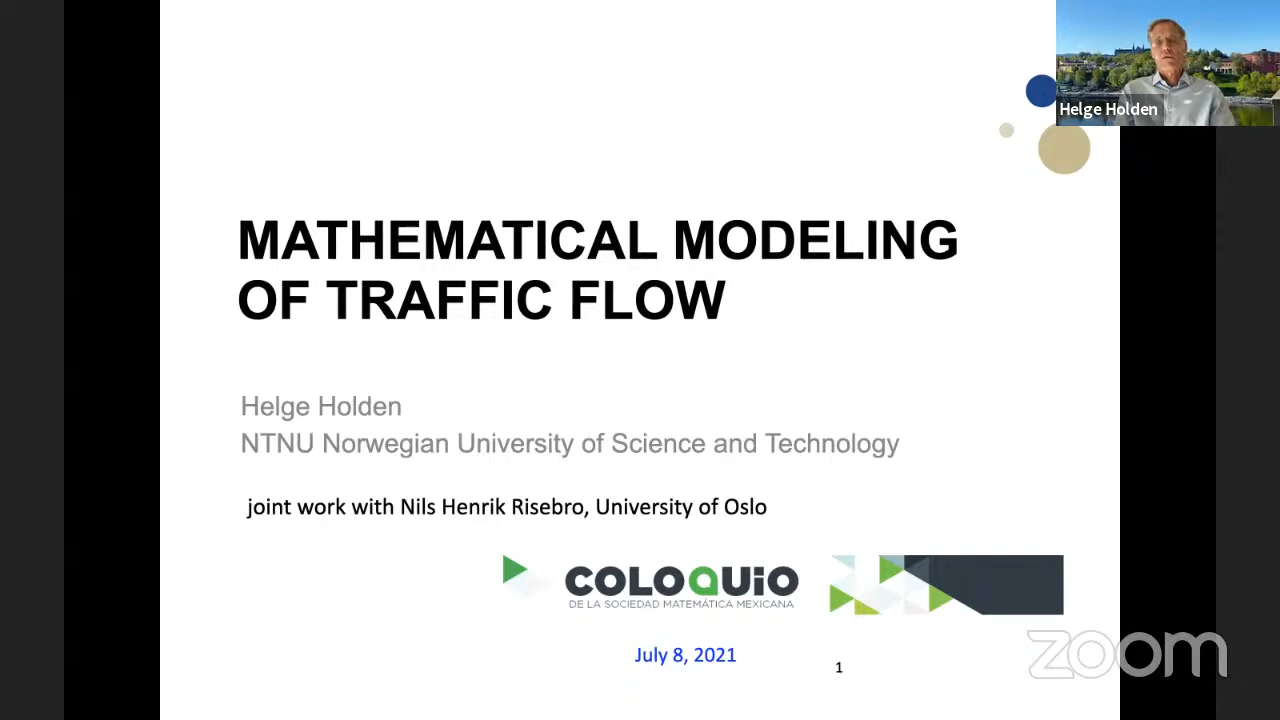 Helge Holden
MATHEMATICAL MODELING
OF TRAFFIC FLOW
Helge Holden
NTNU Norwegian University of Science and Technology
joint work with Nils Henrik Risebro, University of Oslo
COLOQUiO
DE LA SOCIEDAD MATEMÁTICA MEXICANA
July 8, 2021
1
zoom